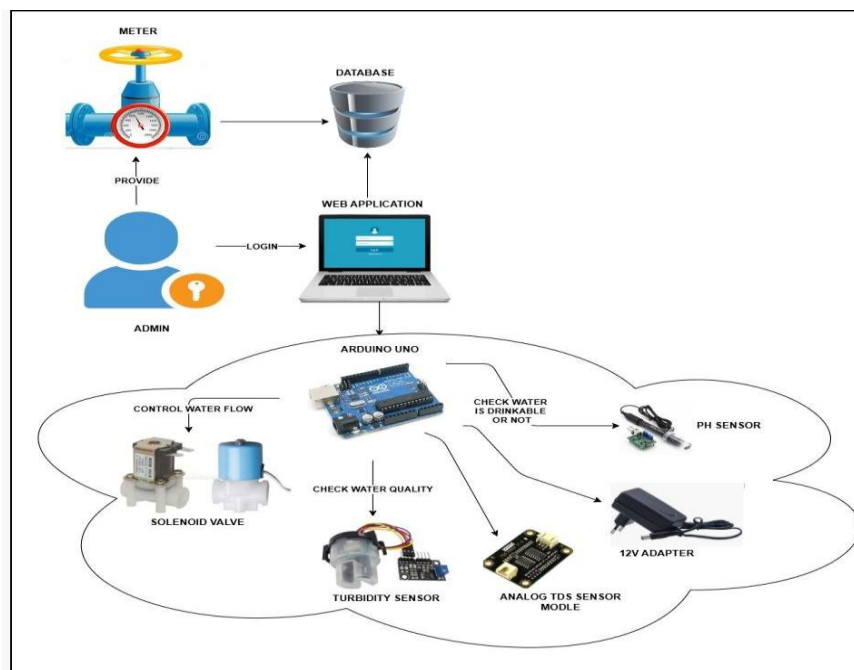 METER
DATABASE
PROVIDE
WEB APPLICATION
LOGIN
ADMIN
ARDUINO UNO
CONTROL WATER FLOW
CHECK WATER
IS DRINKABLE
OR NOT
PH SENSOR
SOLENOID VALVE
CHECK WATER QUALITY
12V ADAPTER
TURBIDITY SENSOR
ANALOG TDS SENSOR
MODLE